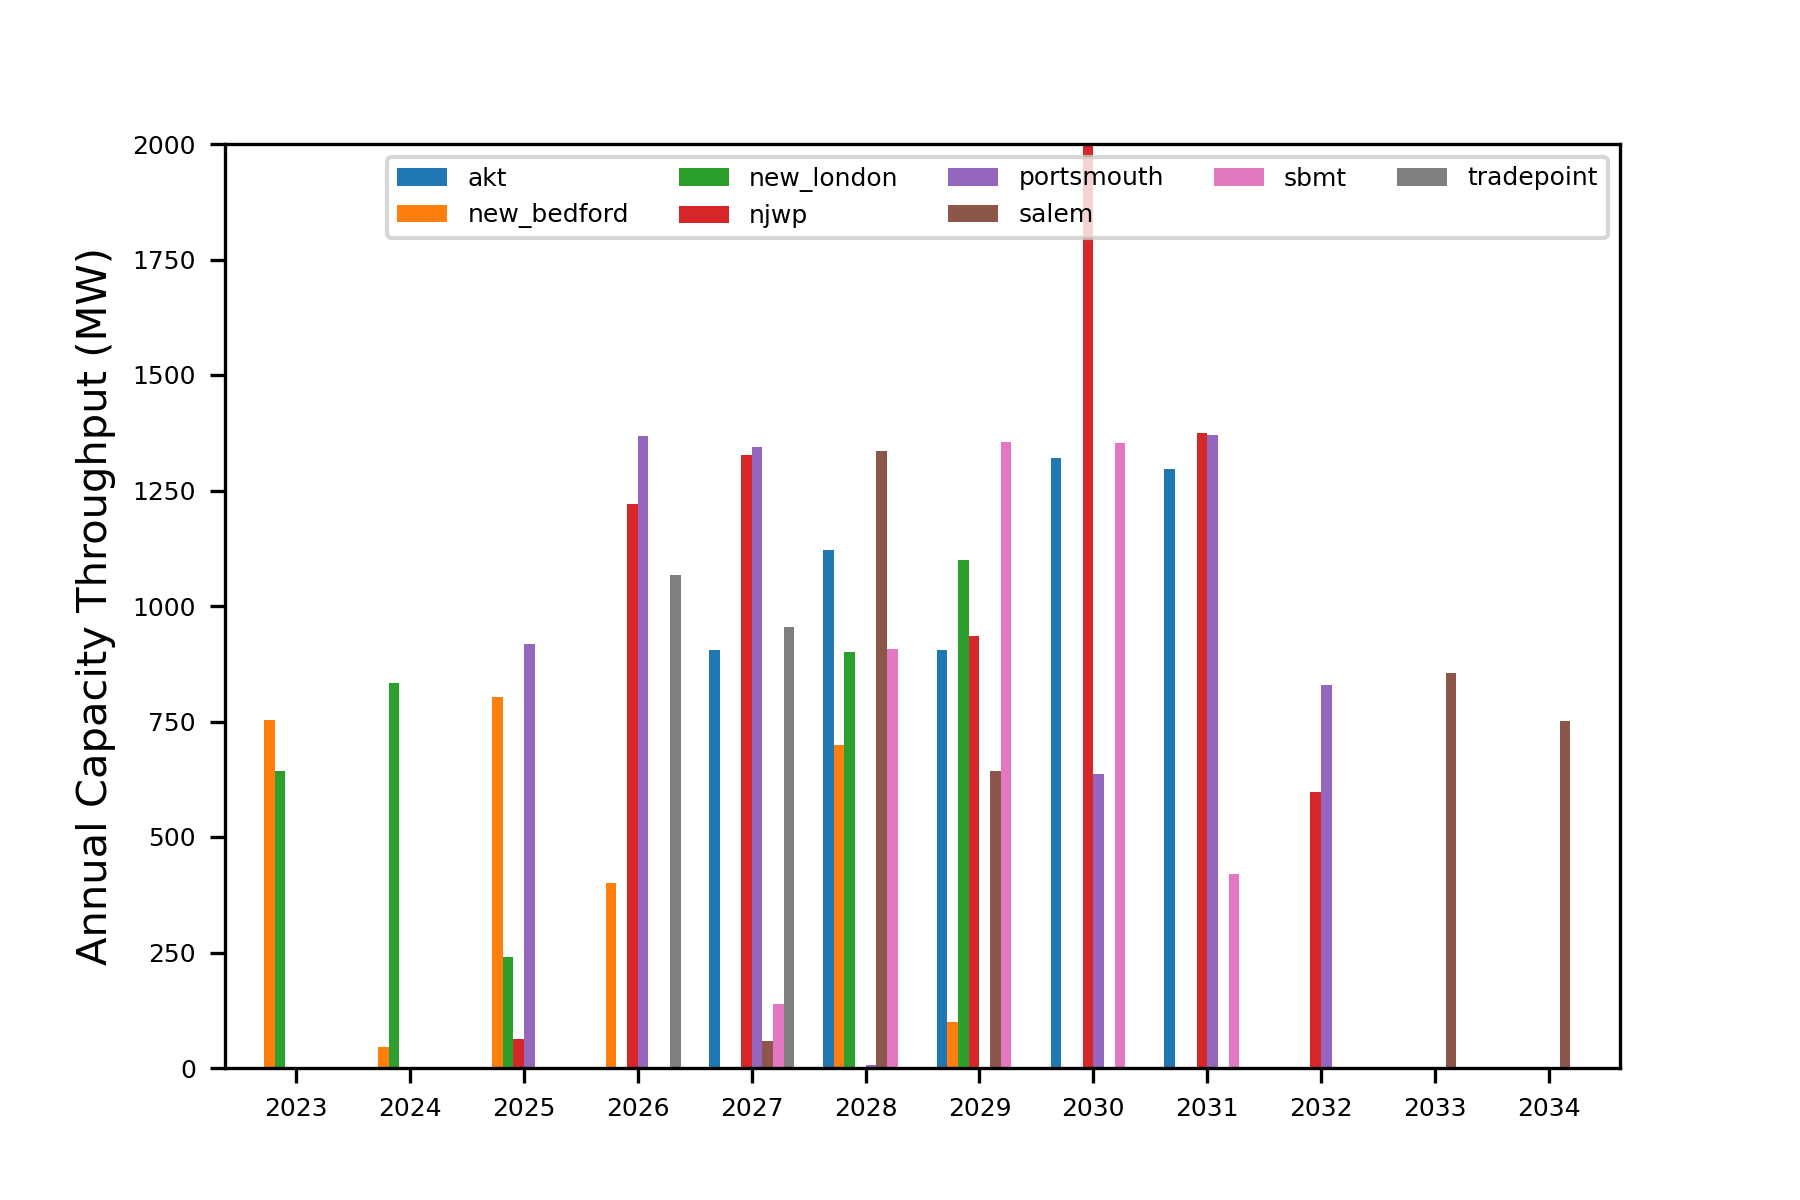 Annual Capacity Throughput (MW)
2000
1750
1500
1250
1000
750
500
250
0
akt new_london portsmouth sbmt tradepoint
new_bedford njwp salem
2023 2024 2025 2026 2027 2028 2029 2030 2031 2032 2033 2034